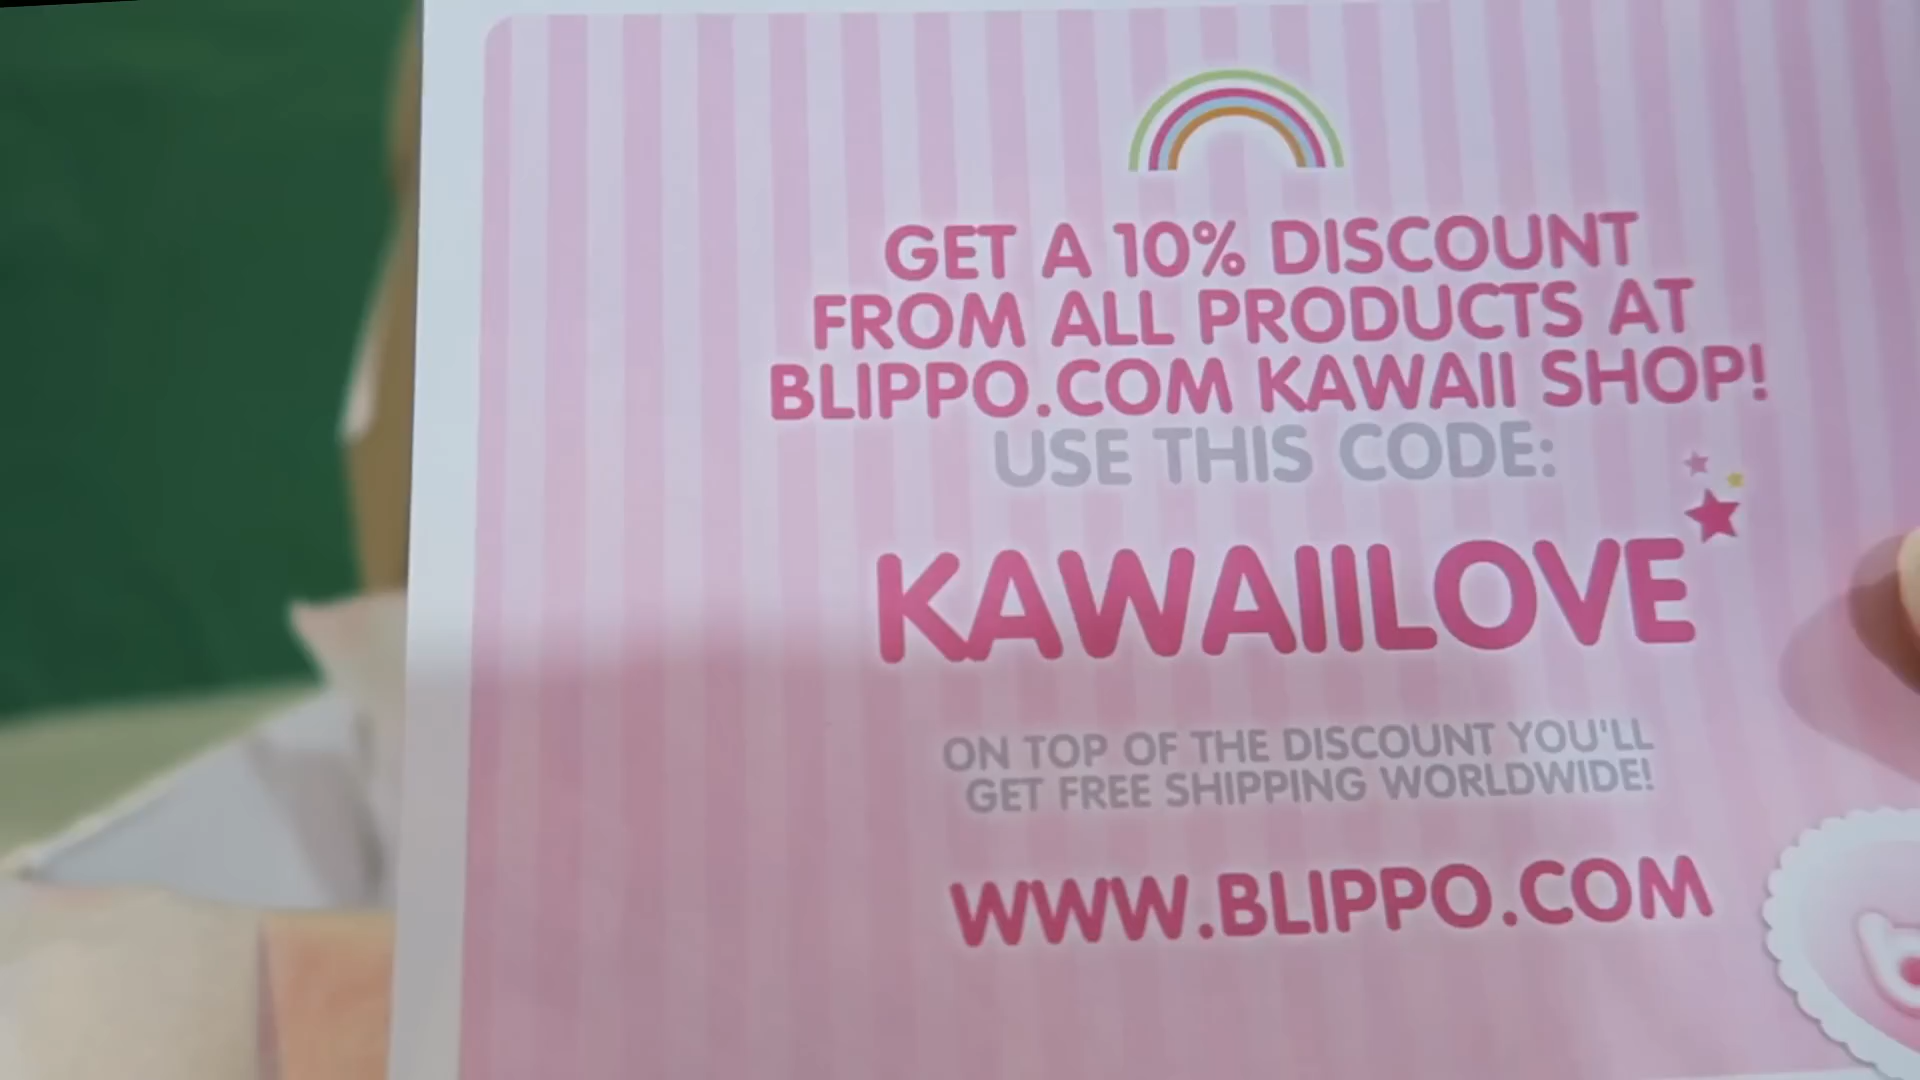 GET A 10% DISCOUNT
FROM ALL PRODUCTS AT
BLIPPO.COM KAWAII SHOP!
USE THIS CODE:
KAWAIILOVE
ON TOP OF THE DISCOUNT YOU'LL
GET FREE SHIPPING WORLDWIDE!
WWW.BLIPPO.COM